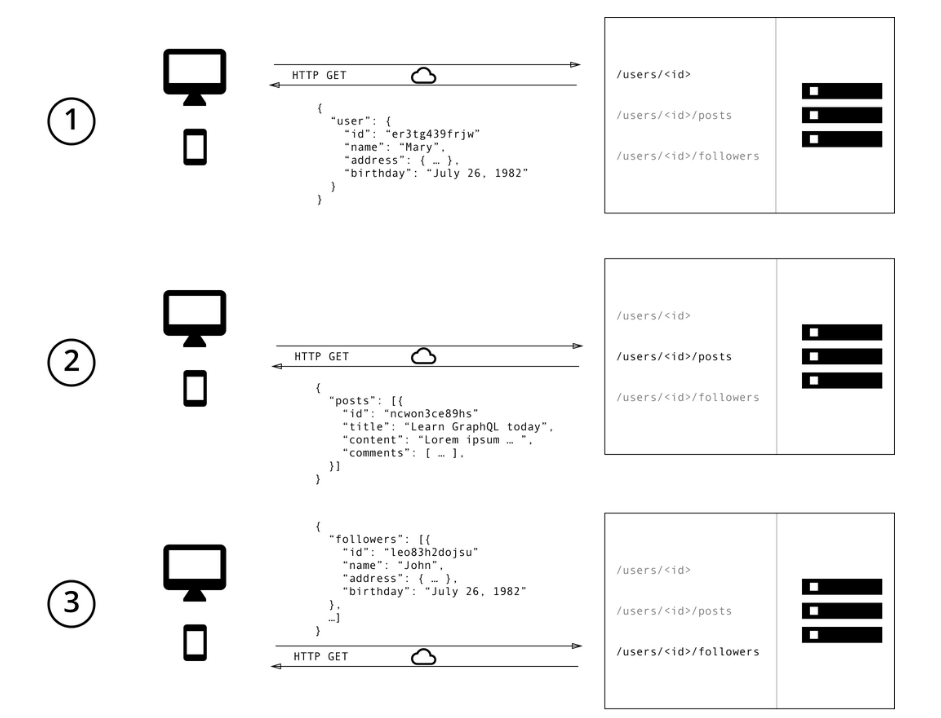 1
HTTP GET
{
"user": {
"id": “er3tg439frjw”
"name": “Mary”,
"address": { … },
"birthday": “July 26, 1982”
}
}
/users/<id>
/users/<id>/posts
/users/<id>/followers
2
HTTP GET
{
"posts": [{
"id": “ncwon3ce89hs”
"title": “Learn GraphQL today”,
"content": “Lorem ipsum … ”,
"comments": [ … ],
}]
}
/users/<id>
/users/<id>/posts
/users/<id>/followers
3
{
"followers": [{
"id": “leo83h2dojsu”
"name": “John”,
"address": { … },
"birthday": “July 26, 1982”
},
…]
}
HTTP GET
/users/<id>
/users/<id>/posts
/users/<id>/followers